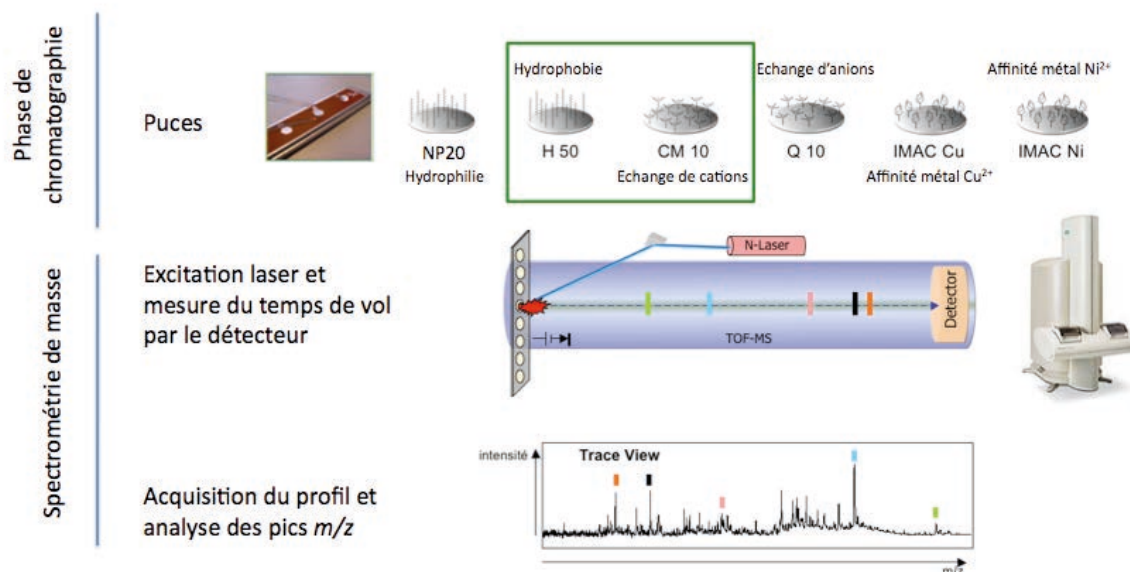 Phase de
chromatographie
Puces
Hydrophobie
Echange d'anions
Affinité métal Ni²⁺
NP20
H 50
CM 10
Q 10
IMAC Cu
IMAC Ni
Hydrophilie
Echange de cations
Affinité métal Cu²⁺
Spectrométrie de masse
Excitation laser et
mesure du temps de vol
par le détecteur
N-Laser
Detector
TOF-MS
Acquisition du profil et
analyse des pics m/z
intensité
Trace View
m/z